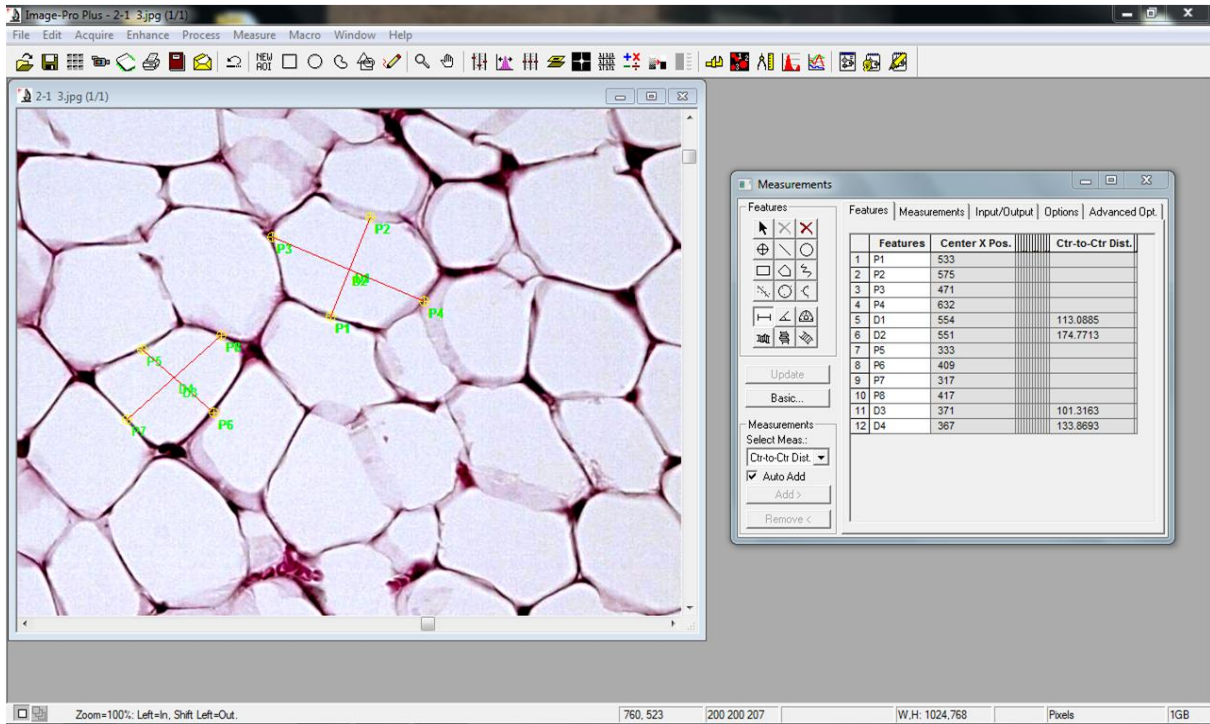 Image-Pro Plus - 2-1 3.jpg (1/1)
File Edit Acquire Enhance Process Measure Macro Window Help
NEW AOI
2-1 3.jpg (1/1)
P2
P3
P4
P1
P5
P6
P7
Measurements
Features
Features Measurements Input/Output Options Advanced Opt.
Features Center X Pos. Ctr-to-Ctr Dist.
1 P1 533
2 P2 575
3 P3 471
4 P4 632
5 D1 554 113.0885
6 D2 551 174.7713
7 P5 333
8 P6 409
9 P7 317
10 P8 417
11 D3 371 101.3163
12 D4 367 133.8693
Update
Basic...
Measurements
Select Meas.:
Ctr-to-Ctr Dist.
Auto Add
Add >
Remove <
Zoom=100%: Left=In, Shift Left=Out. 760, 523 200 200 207 W,H: 1024,768 Pixels 1GB